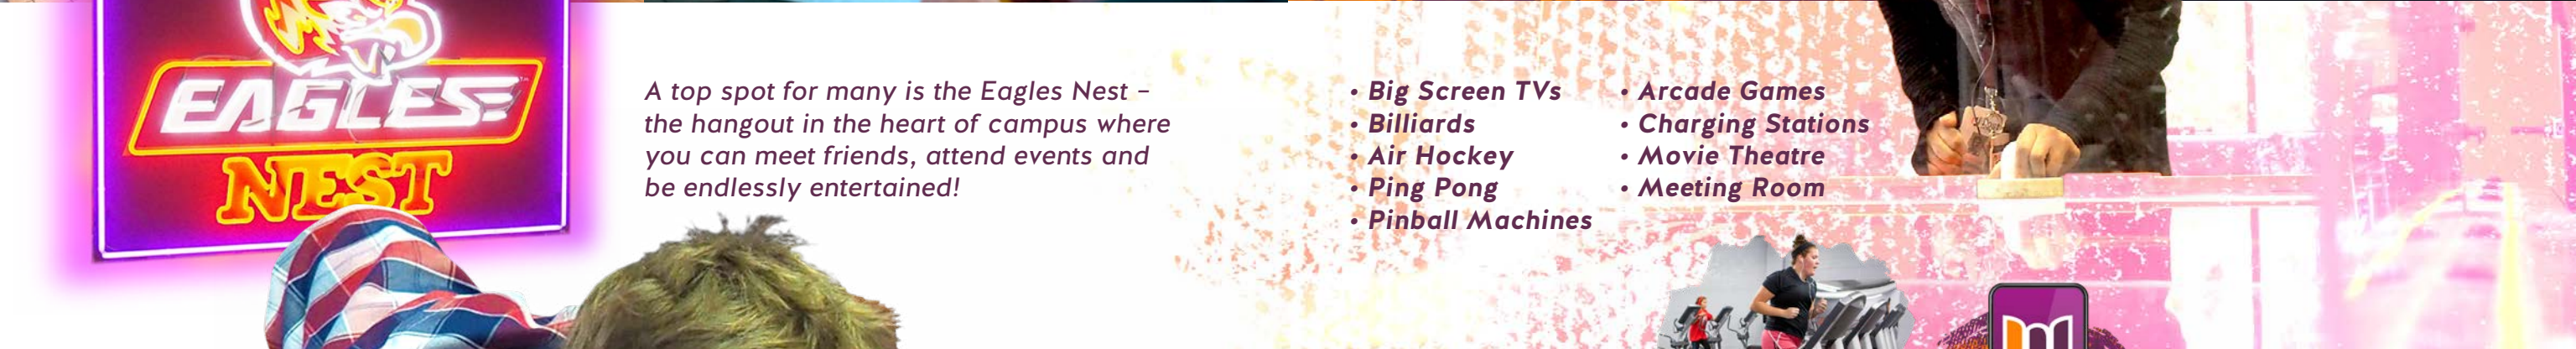 EAGLES
NEST
A top spot for many is the Eagles Nest –
the hangout in the heart of campus where
you can meet friends, attend events and
be endlessly entertained!
• Big Screen TVs
• Billiards
• Air Hockey
• Ping Pong
• Pinball Machines
• Arcade Games
• Charging Stations
• Movie Theatre
• Meeting Room